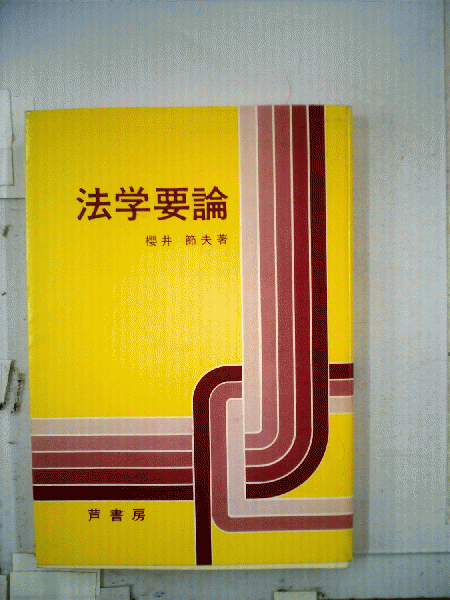 法学要論
櫻井 節夫著
芦書房